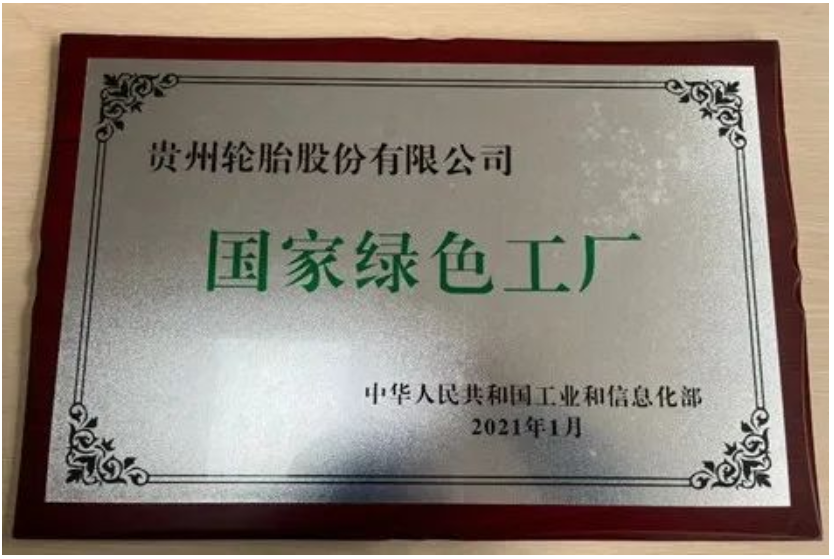 贵州轮胎股份有限公司
国家绿色工厂
中华人民共和国工业和信息化部
2021年1月